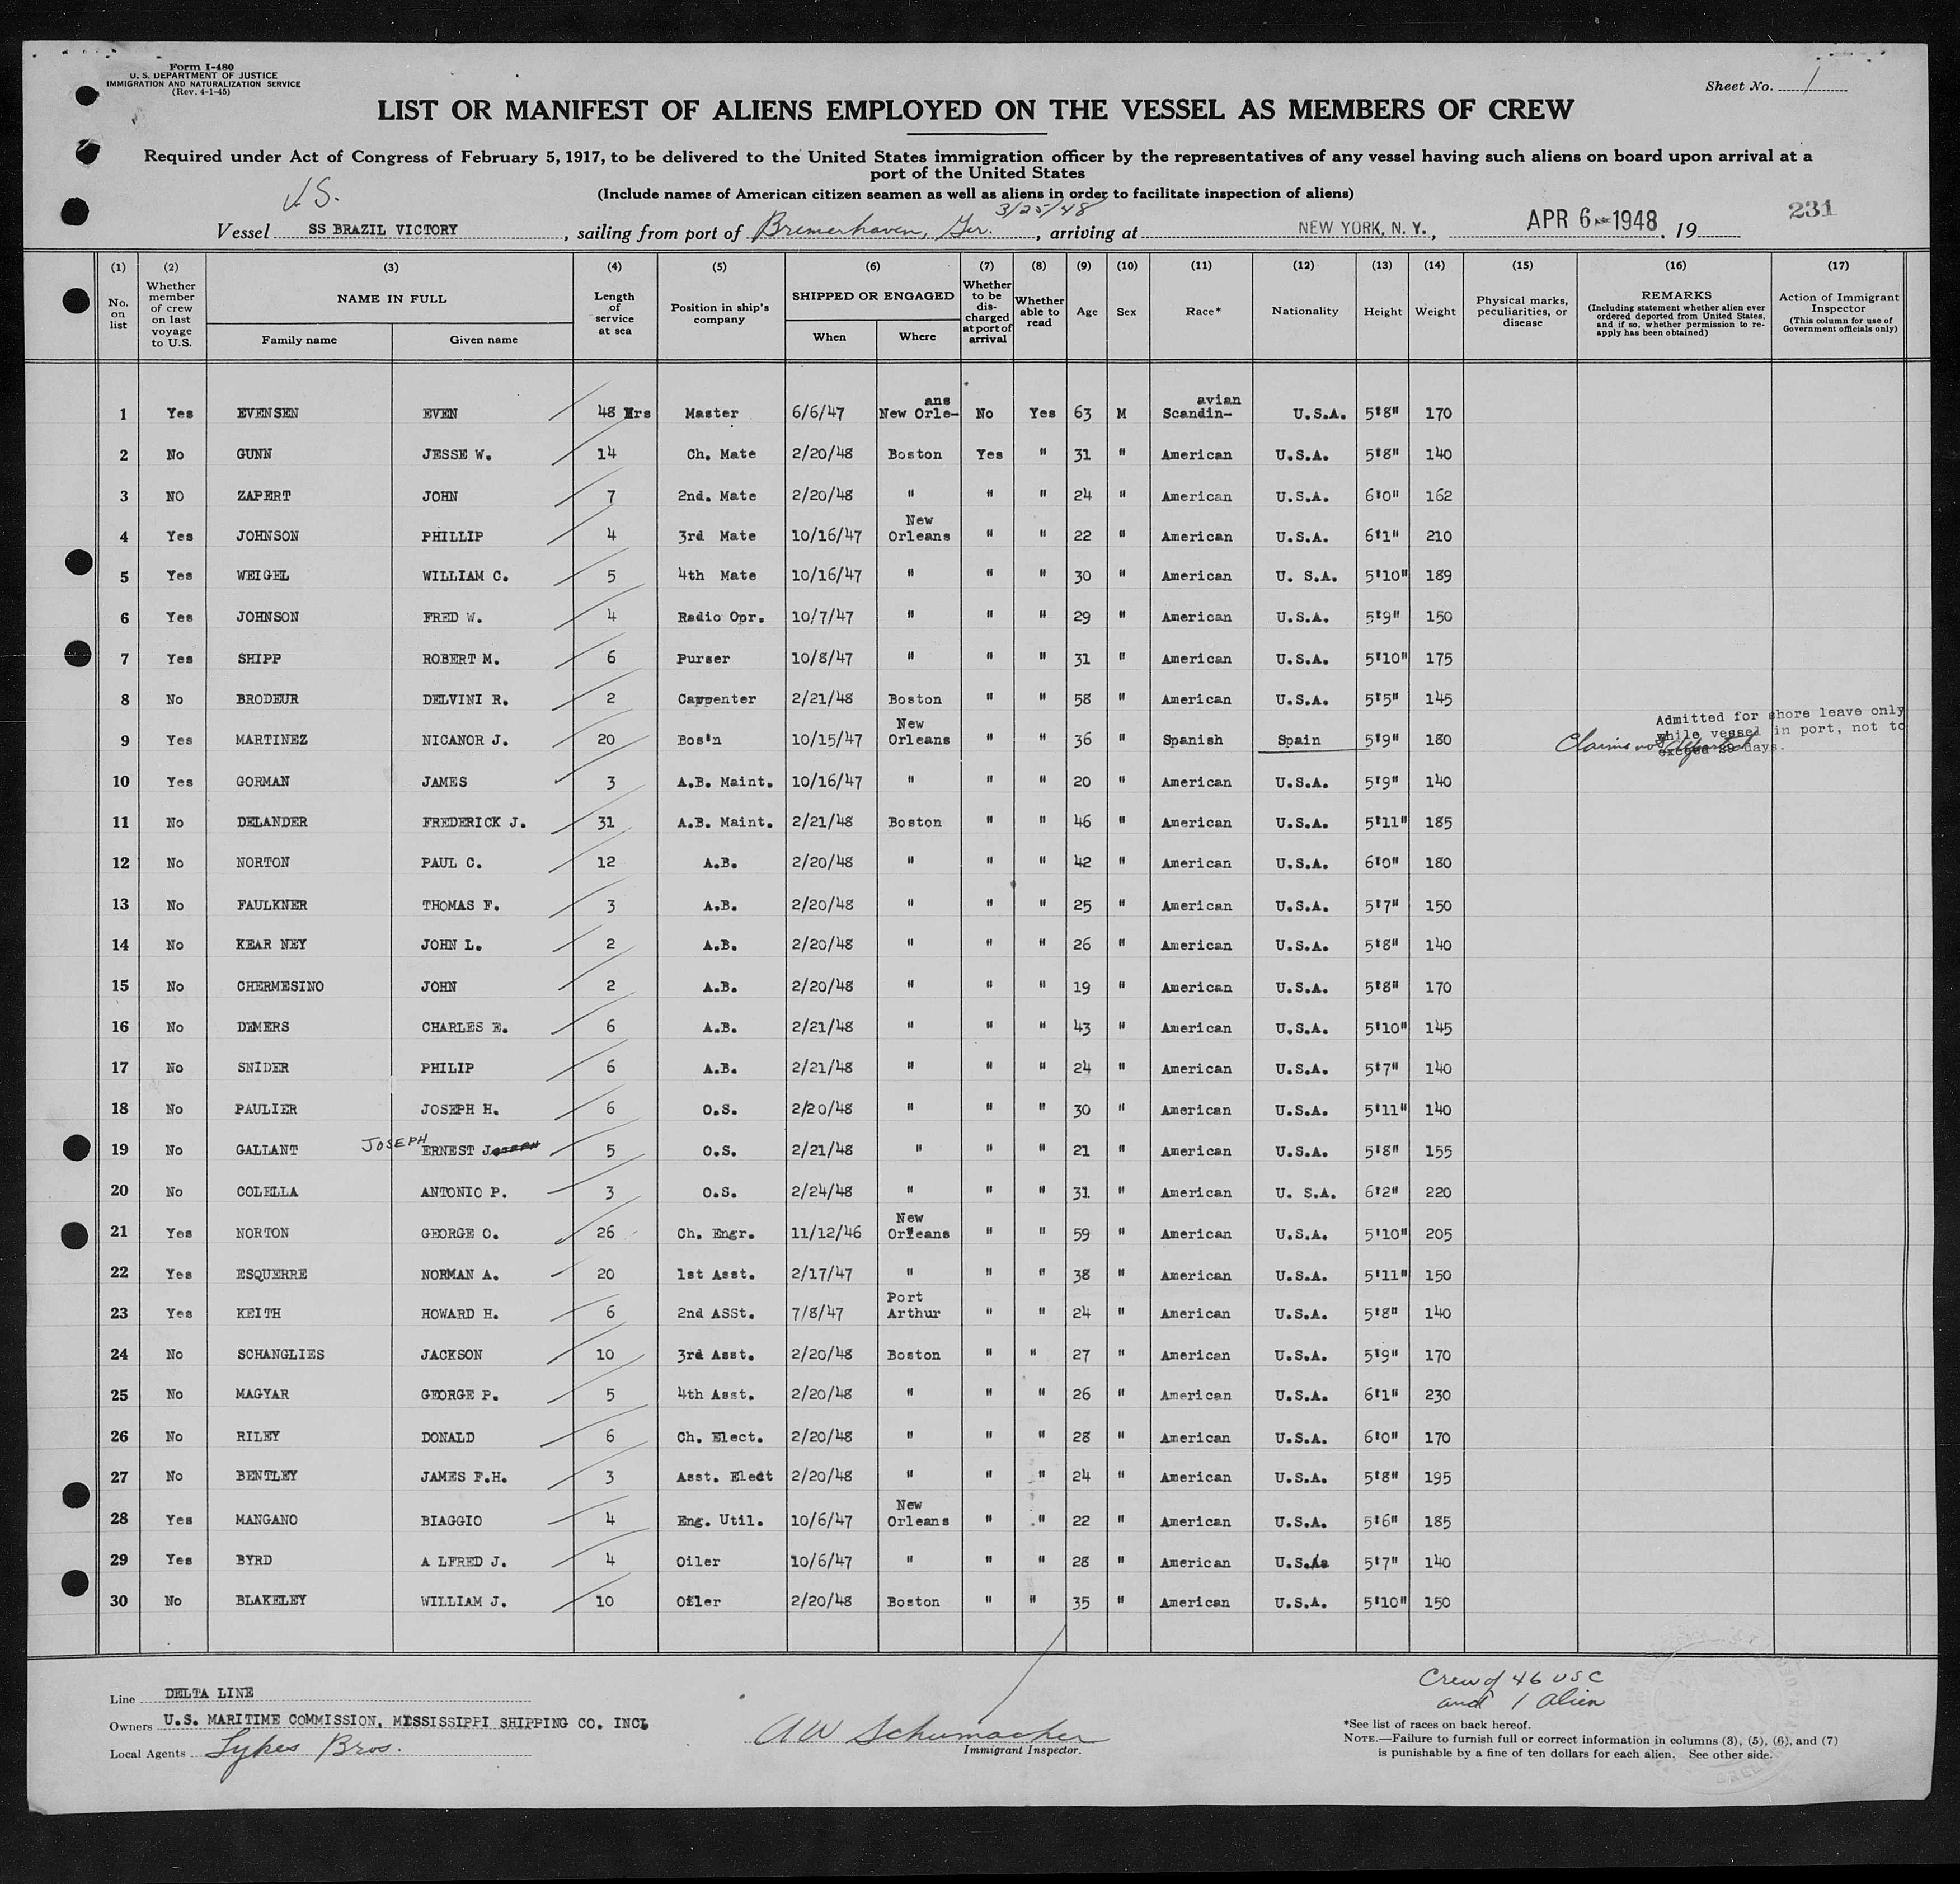 Form I-480
U. S. DEPARTMENT OF JUSTICE
IMMIGRATION AND NATURALIZATION SERVICE
(Rev. 4-1-45)
Sheet No. 1
LIST OR MANIFEST OF ALIENS EMPLOYED ON THE VESSEL AS MEMBERS OF CREW
Required under Act of Congress of February 5, 1917, to be delivered to the United States immigration officer by the representatives of any vessel having such aliens on board upon arrival at a
port of the United States
(Include names of American citizen seamen as well as aliens in order to facilitate inspection of aliens)
U.S. 3/25/48 231
Vessel SS BRAZIL VICTORY, sailing from port of Bremerhaven, Ger., arriving at NEW YORK, N. Y., APR 6 1948, 19
(1) (2) (3) (4) (5) (6) (7) (8) (9) (10) (11) (12) (13) (14) (15) (16) (17)
No. on list | Whether member of crew on last voyage to U.S. | NAME IN FULL | Length of service at sea | Position in ship's company | SHIPPED OR ENGAGED | Whether to be discharged at port of arrival | Whether able to read | Age | Sex | Race* | Nationality | Height | Weight | Physical marks, peculiarities, or disease | REMARKS (Including statement whether alien ever ordered deported from United States, and if so, whether permission to re-apply has been obtained) | Action of Immigrant Inspector (This column for use of Government officials only)
Family name Given name When Where
ans avian
1 Yes EVENSEN EVEN 48 Yrs Master 6/6/47 New Orle- No Yes 63 M Scandin- U.S.A. 5'8" 170
2 No GUNN JESSE W. 14 Ch. Mate 2/20/48 Boston Yes " 31 " American U.S.A. 5'8" 140
3 NO ZAPERT JOHN 7 2nd. Mate 2/20/48 " " " 24 " American U.S.A. 6'0" 162
New
4 Yes JOHNSON PHILLIP 4 3rd Mate 10/16/47 Orleans " " 22 " American U.S.A. 6'1" 210
5 Yes WEIGEL WILLIAM C. 5 4th Mate 10/16/47 " " " 30 " American U. S.A. 5'10" 189
6 Yes JOHNSON FRED W. 4 Radio Opr. 10/7/47 " " " 29 " American U.S.A. 5'9" 150
7 Yes SHIPP ROBERT M. 6 Purser 10/8/47 " " " 31 " American U.S.A. 5'10" 175
8 No BRODEUR DELVINI R. 2 Carpenter 2/21/48 Boston " " 58 " American U.S.A. 5'5" 145
New Admitted for shore leave only
9 Yes MARTINEZ NICANOR J. 20 Bos'n 10/15/47 Orleans " " 36 " Spanish Spain 5'9" 180 Claims not deported while vessel in port, not to
exceed 29 days.
10 Yes GORMAN JAMES 3 A.B. Maint. 10/16/47 " " " 20 " American U.S.A. 5'9" 140
11 No DELANDER FREDERICK J. 31 A.B. Maint. 2/21/48 Boston " " 46 " American U.S.A. 5'11" 185
12 No NORTON PAUL C. 12 A.B. 2/20/48 " " " 42 " American U.S.A. 6'0" 180
13 No FAULKNER THOMAS F. 3 A.B. 2/20/48 " " " 25 " American U.S.A. 5'7" 150
14 No KEAR NEY JOHN L. 2 A.B. 2/20/48 " " " 26 " American U.S.A. 5'8" 140
15 No CHERMESINO JOHN 2 A.B. 2/20/48 " " " 19 " American U.S.A. 5'8" 170
16 No DEMERS CHARLES E. 6 A.B. 2/21/48 " " " 43 " American U.S.A. 5'10" 145
17 No SNIDER PHILIP 6 A.B. 2/21/48 " " " 24 " American U.S.A. 5'7" 140
18 No PAULIER JOSEPH H. 6 O.S. 2/20/48 " " " 30 " American U.S.A. 5'11" 140
19 No GALLANT JOSEPH ERNEST JOSEPH 5 O.S. 2/21/48 " " " 21 " American U.S.A. 5'8" 155
20 No COLELLA ANTONIO P. 3 O.S. 2/24/48 " " " 31 " American U. S.A. 6'2" 220
New
21 Yes NORTON GEORGE O. 26 Ch. Engr. 11/12/46 Orleans " " 59 " American U.S.A. 5'10" 205
22 Yes ESQUERRE NORMAN A. 20 1st Asst. 2/17/47 " " " 38 " American U.S.A. 5'11" 150
Port
23 Yes KEITH HOWARD H. 6 2nd ASst. 7/8/47 Arthur " " 24 " American U.S.A. 5'8" 140
24 No SCHANGLIES JACKSON 10 3rd Asst. 2/20/48 Boston " " 27 " American U.S.A. 5'9" 170
25 No MAGYAR GEORGE P. 5 4th Asst. 2/20/48 " " " 26 " American U.S.A. 6'1" 230
26 No RILEY DONALD 6 Ch. Elect. 2/20/48 " " " 28 " American U.S.A. 6'0" 170
27 No BENTLEY JAMES F.H. 3 Asst. Elect 2/20/48 " " " 24 " American U.S.A. 5'8" 195
New
28 Yes MANGANO BIAGGIO 4 Eng. Util. 10/6/47 Orleans " " 22 " American U.S.A. 5'6" 185
29 Yes BYRD A LFRED J. 4 Oiler 10/6/47 " " " 28 " American U.S.A. 5'7" 140
30 No BLAKELEY WILLIAM J. 10 Oiler 2/20/48 Boston " " 35 " American U.S.A. 5'10" 150
Crew of 46 USC
and 1 Alien
Line DELTA LINE
Owners U.S. MARITIME COMMISSION, MISSISSIPPI SHIPPING CO. INC.
Local Agents Lykes Bros.
AW Schumacher
Immigrant Inspector.
*See list of races on back hereof.
NOTE.—Failure to furnish full or correct information in columns (3), (5), (6), and (7)
is punishable by a fine of ten dollars for each alien. See other side.